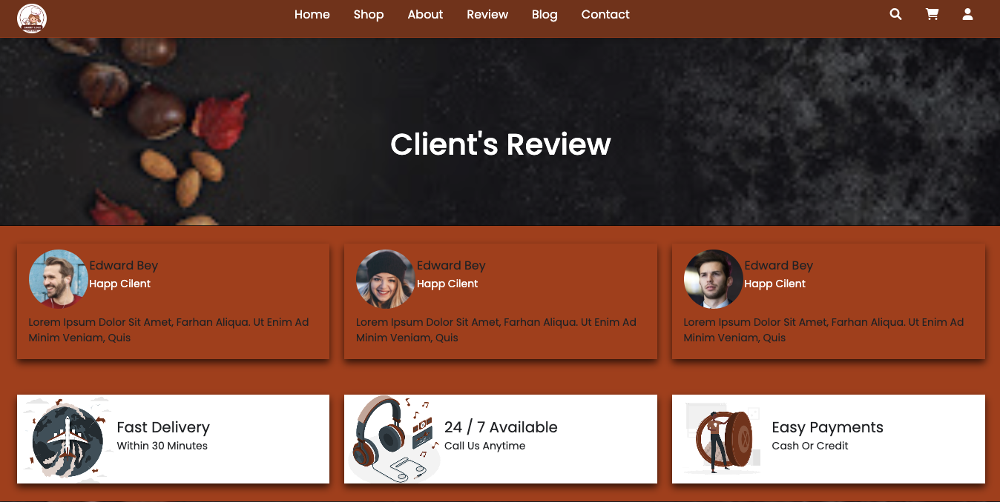 Home Shop About Review Blog Contact
Client's Review
Edward Bey
Happ Cilent
Lorem Ipsum Dolor Sit Amet, Farhan Aliqua. Ut Enim Ad
Minim Veniam, Quis
Edward Bey
Happ Cilent
Lorem Ipsum Dolor Sit Amet, Farhan Aliqua. Ut Enim Ad
Minim Veniam, Quis
Edward Bey
Happ Cilent
Lorem Ipsum Dolor Sit Amet, Farhan Aliqua. Ut Enim Ad
Minim Veniam, Quis
Fast Delivery
Within 30 Minutes
24 / 7 Available
Call Us Anytime
Easy Payments
Cash Or Credit